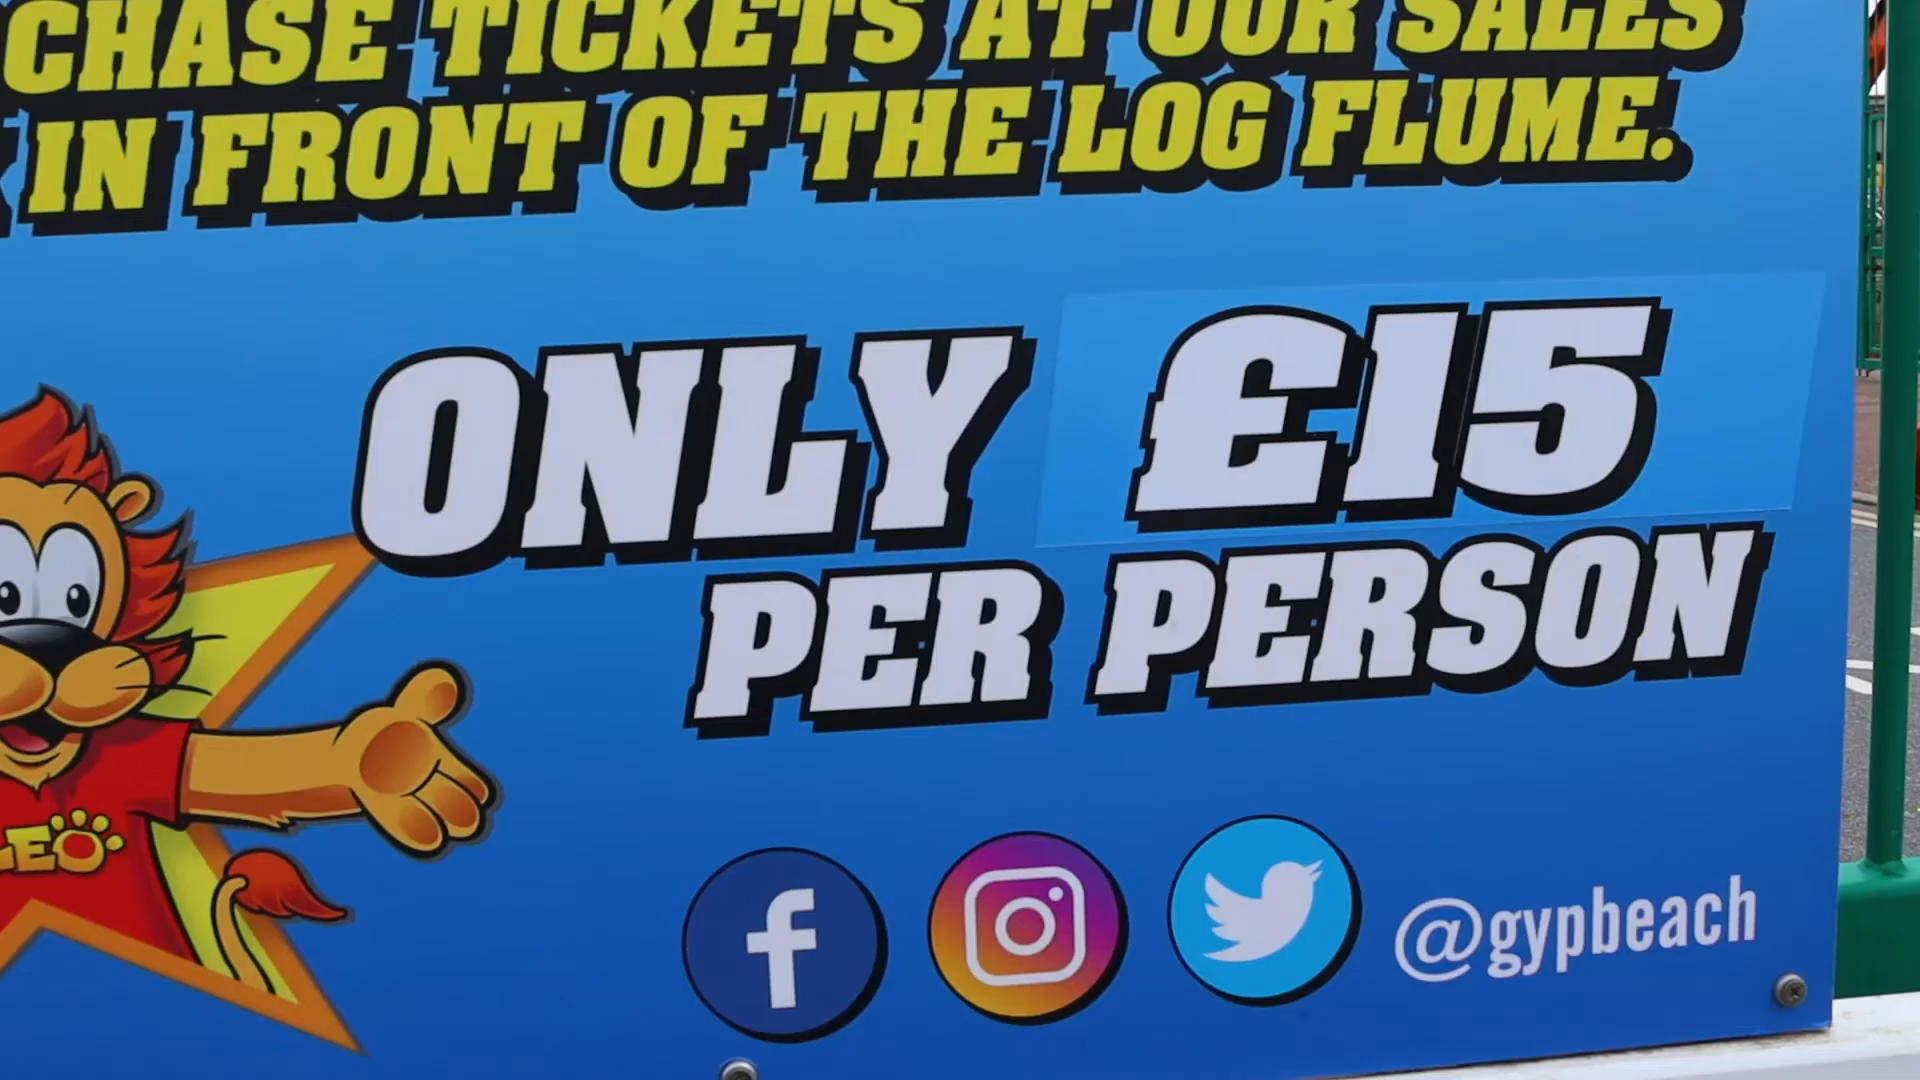 CHASE TICKETS AT OUR SALES
IN FRONT OF THE LOG FLUME.
ONLY £15
PER PERSON
LEO
@gypbeach